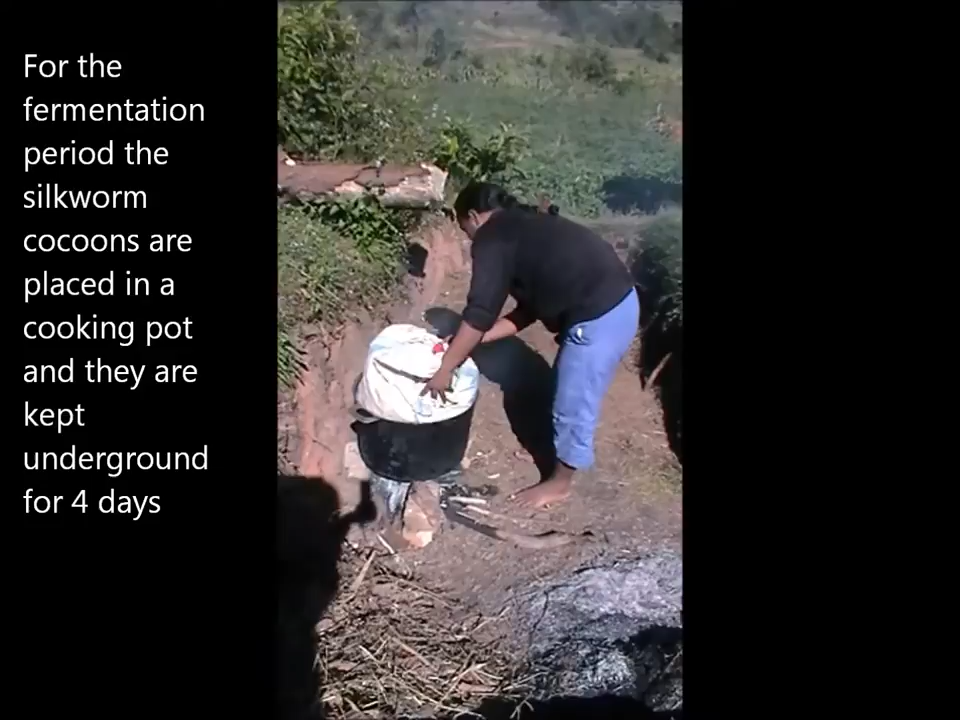 For the
fermentation
period the
silkworm
cocoons are
placed in a
cooking pot
and they are
kept
underground
for 4 days